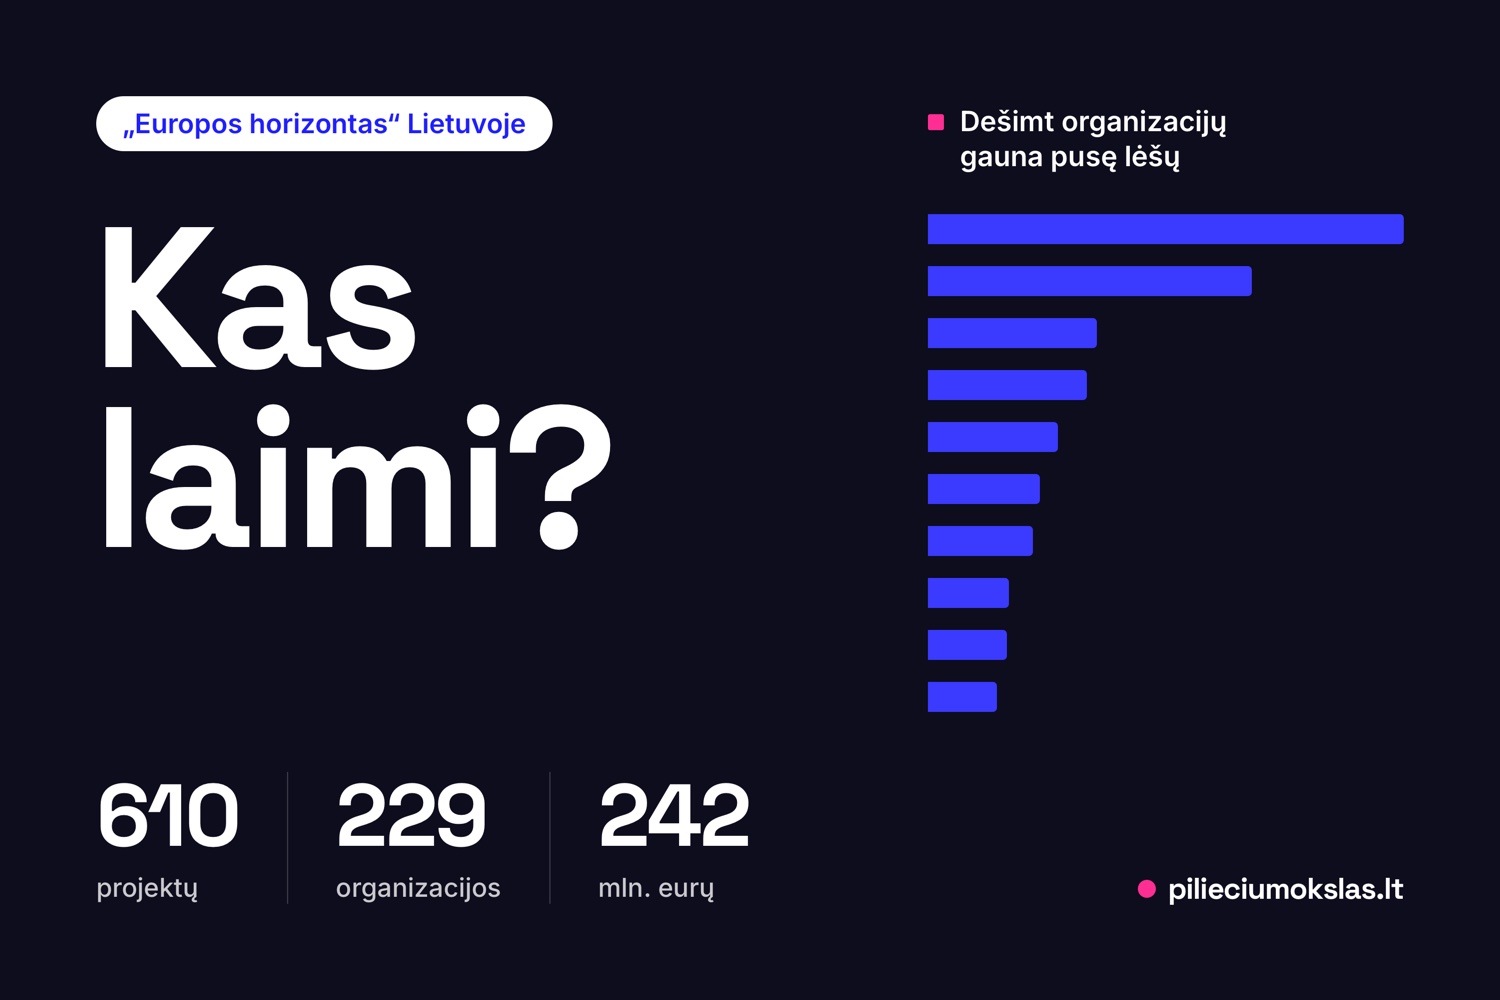 „Europos horizontas“ Lietuvoje
Kas
laimi?
Dešimt organizacijų
gauna pusę lėšų
610
projektų
229
organizacijos
242
mln. eurų
pilieciumokslas.lt